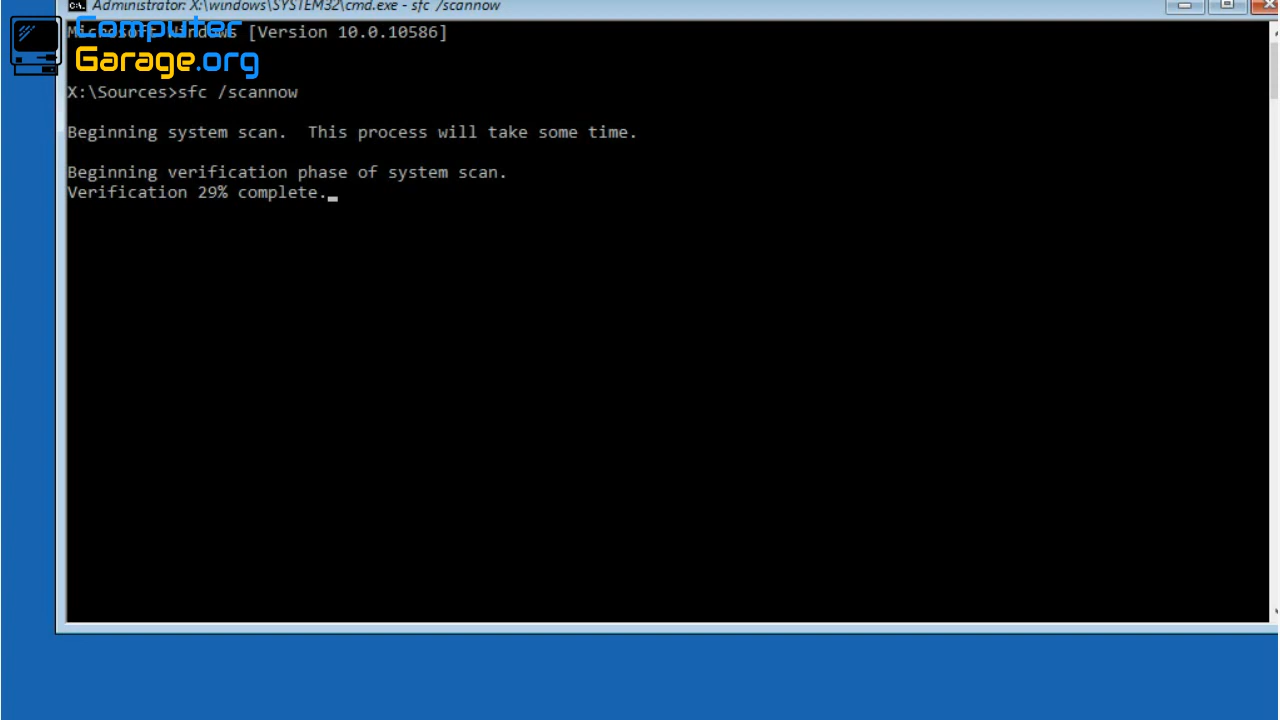 Administrator: X:\windows\SYSTEM32\cmd.exe - sfc /scannow
Microsoft Windows [Version 10.0.10586]
Computer
Garage.org
X:\Sources>sfc /scannow
Beginning system scan.  This process will take some time.
Beginning verification phase of system scan.
Verification 29% complete.